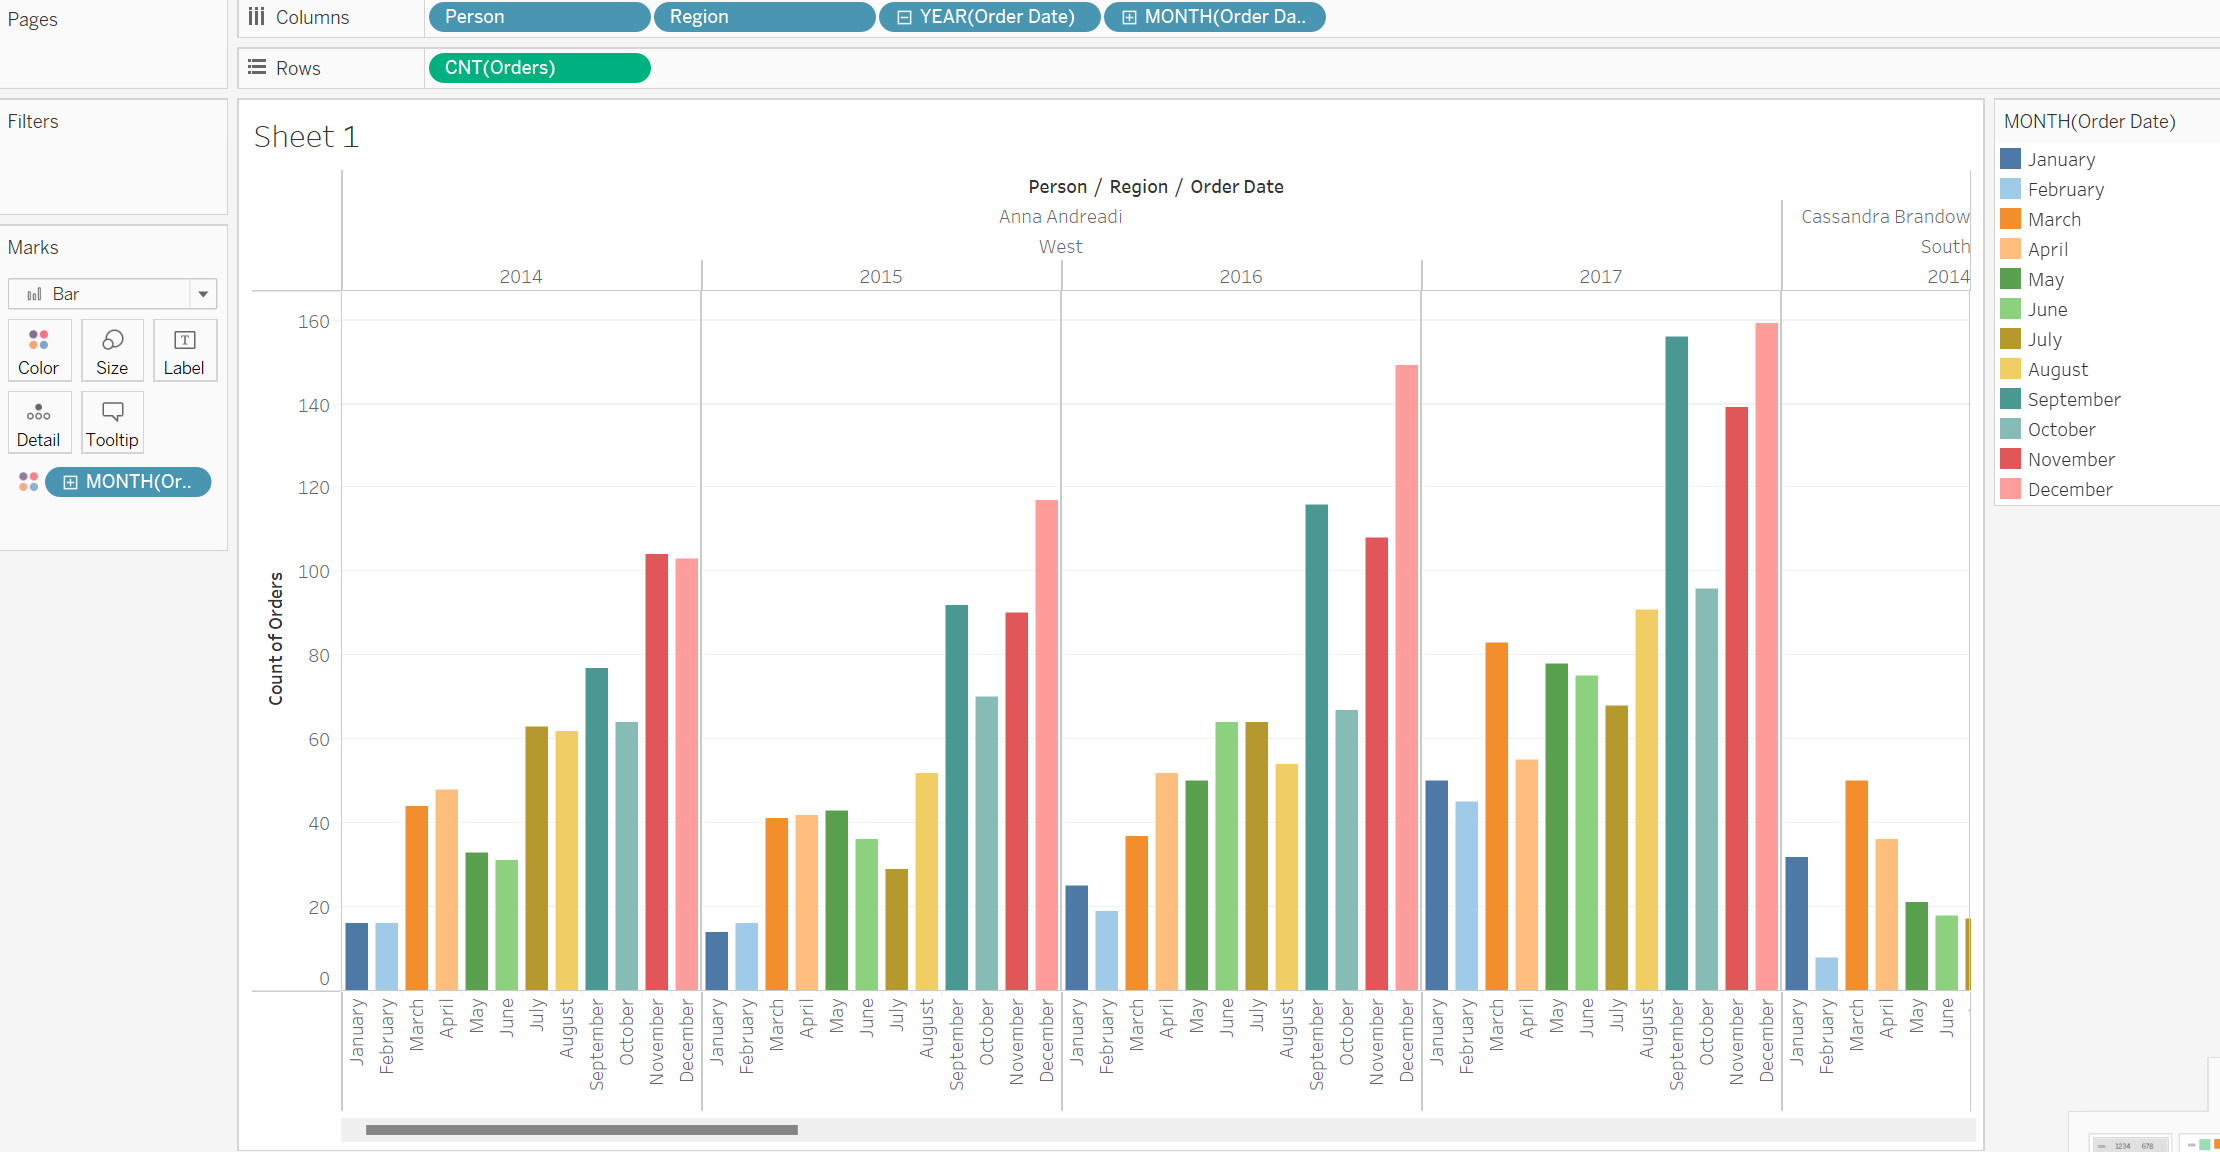 Pages
Columns
Person
Region
YEAR(Order Date)
MONTH(Order Da..
Rows
CNT(Orders)
Filters
Marks
Bar
Color
Size
Label
Detail
Tooltip
MONTH(Or..
Sheet 1
Person / Region / Order Date
Anna Andreadi
Cassandra Brandow
West
South
2014
2015
2016
2017
2014
Count of Orders
160
140
120
100
80
60
40
20
0
January
February
March
April
May
June
July
August
September
October
November
December
January
February
March
April
May
June
July
August
September
October
November
December
January
February
March
April
May
June
July
August
September
October
November
December
January
February
March
April
May
June
July
August
September
October
November
December
January
February
March
April
May
June
MONTH(Order Date)
January
February
March
April
May
June
July
August
September
October
November
December
1234 678